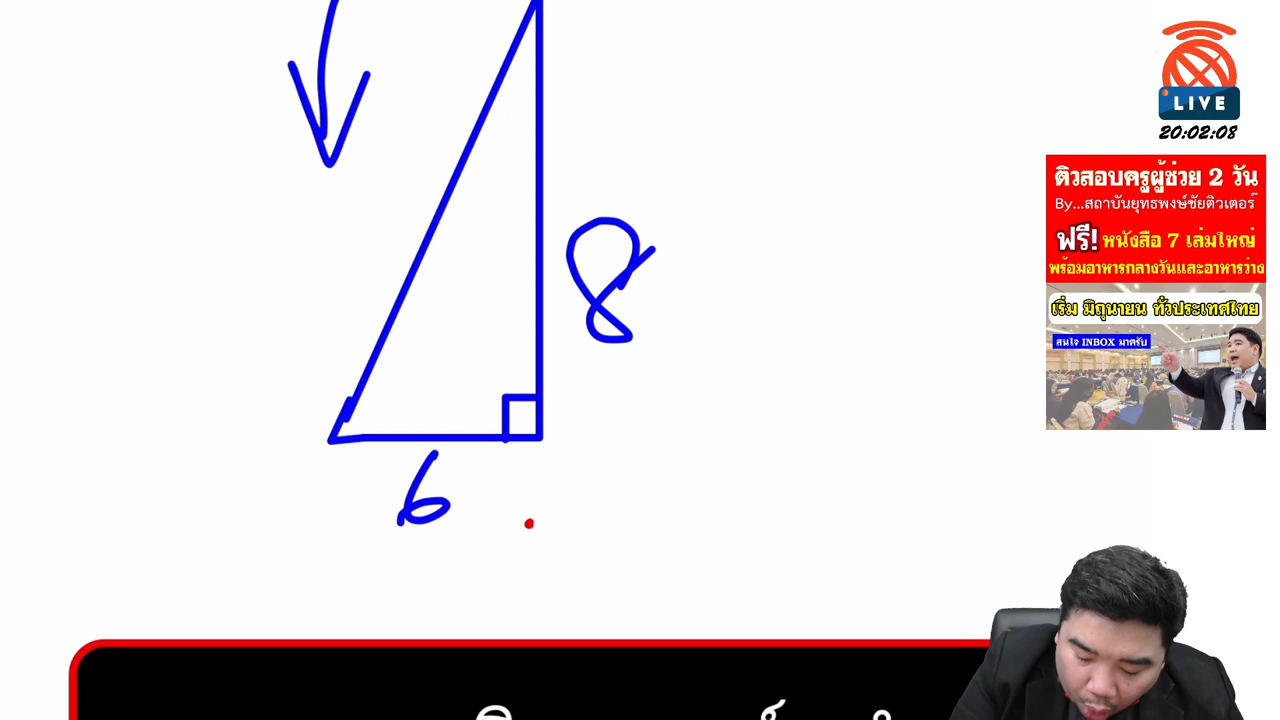 LIVE
20:02:08
ติวสอบครูผู้ช่วย 2 วัน
By...สถาบันยุทธพงษ์ชัยติวเตอร์
ฟรี! หนังสือ 7 เล่มใหญ่
พร้อมอาหารกลางวันและอาหารว่าง
เริ่ม มิถุนายน ทั่วประเทศไทย
สนใจ INBOX มาครับ
8
6